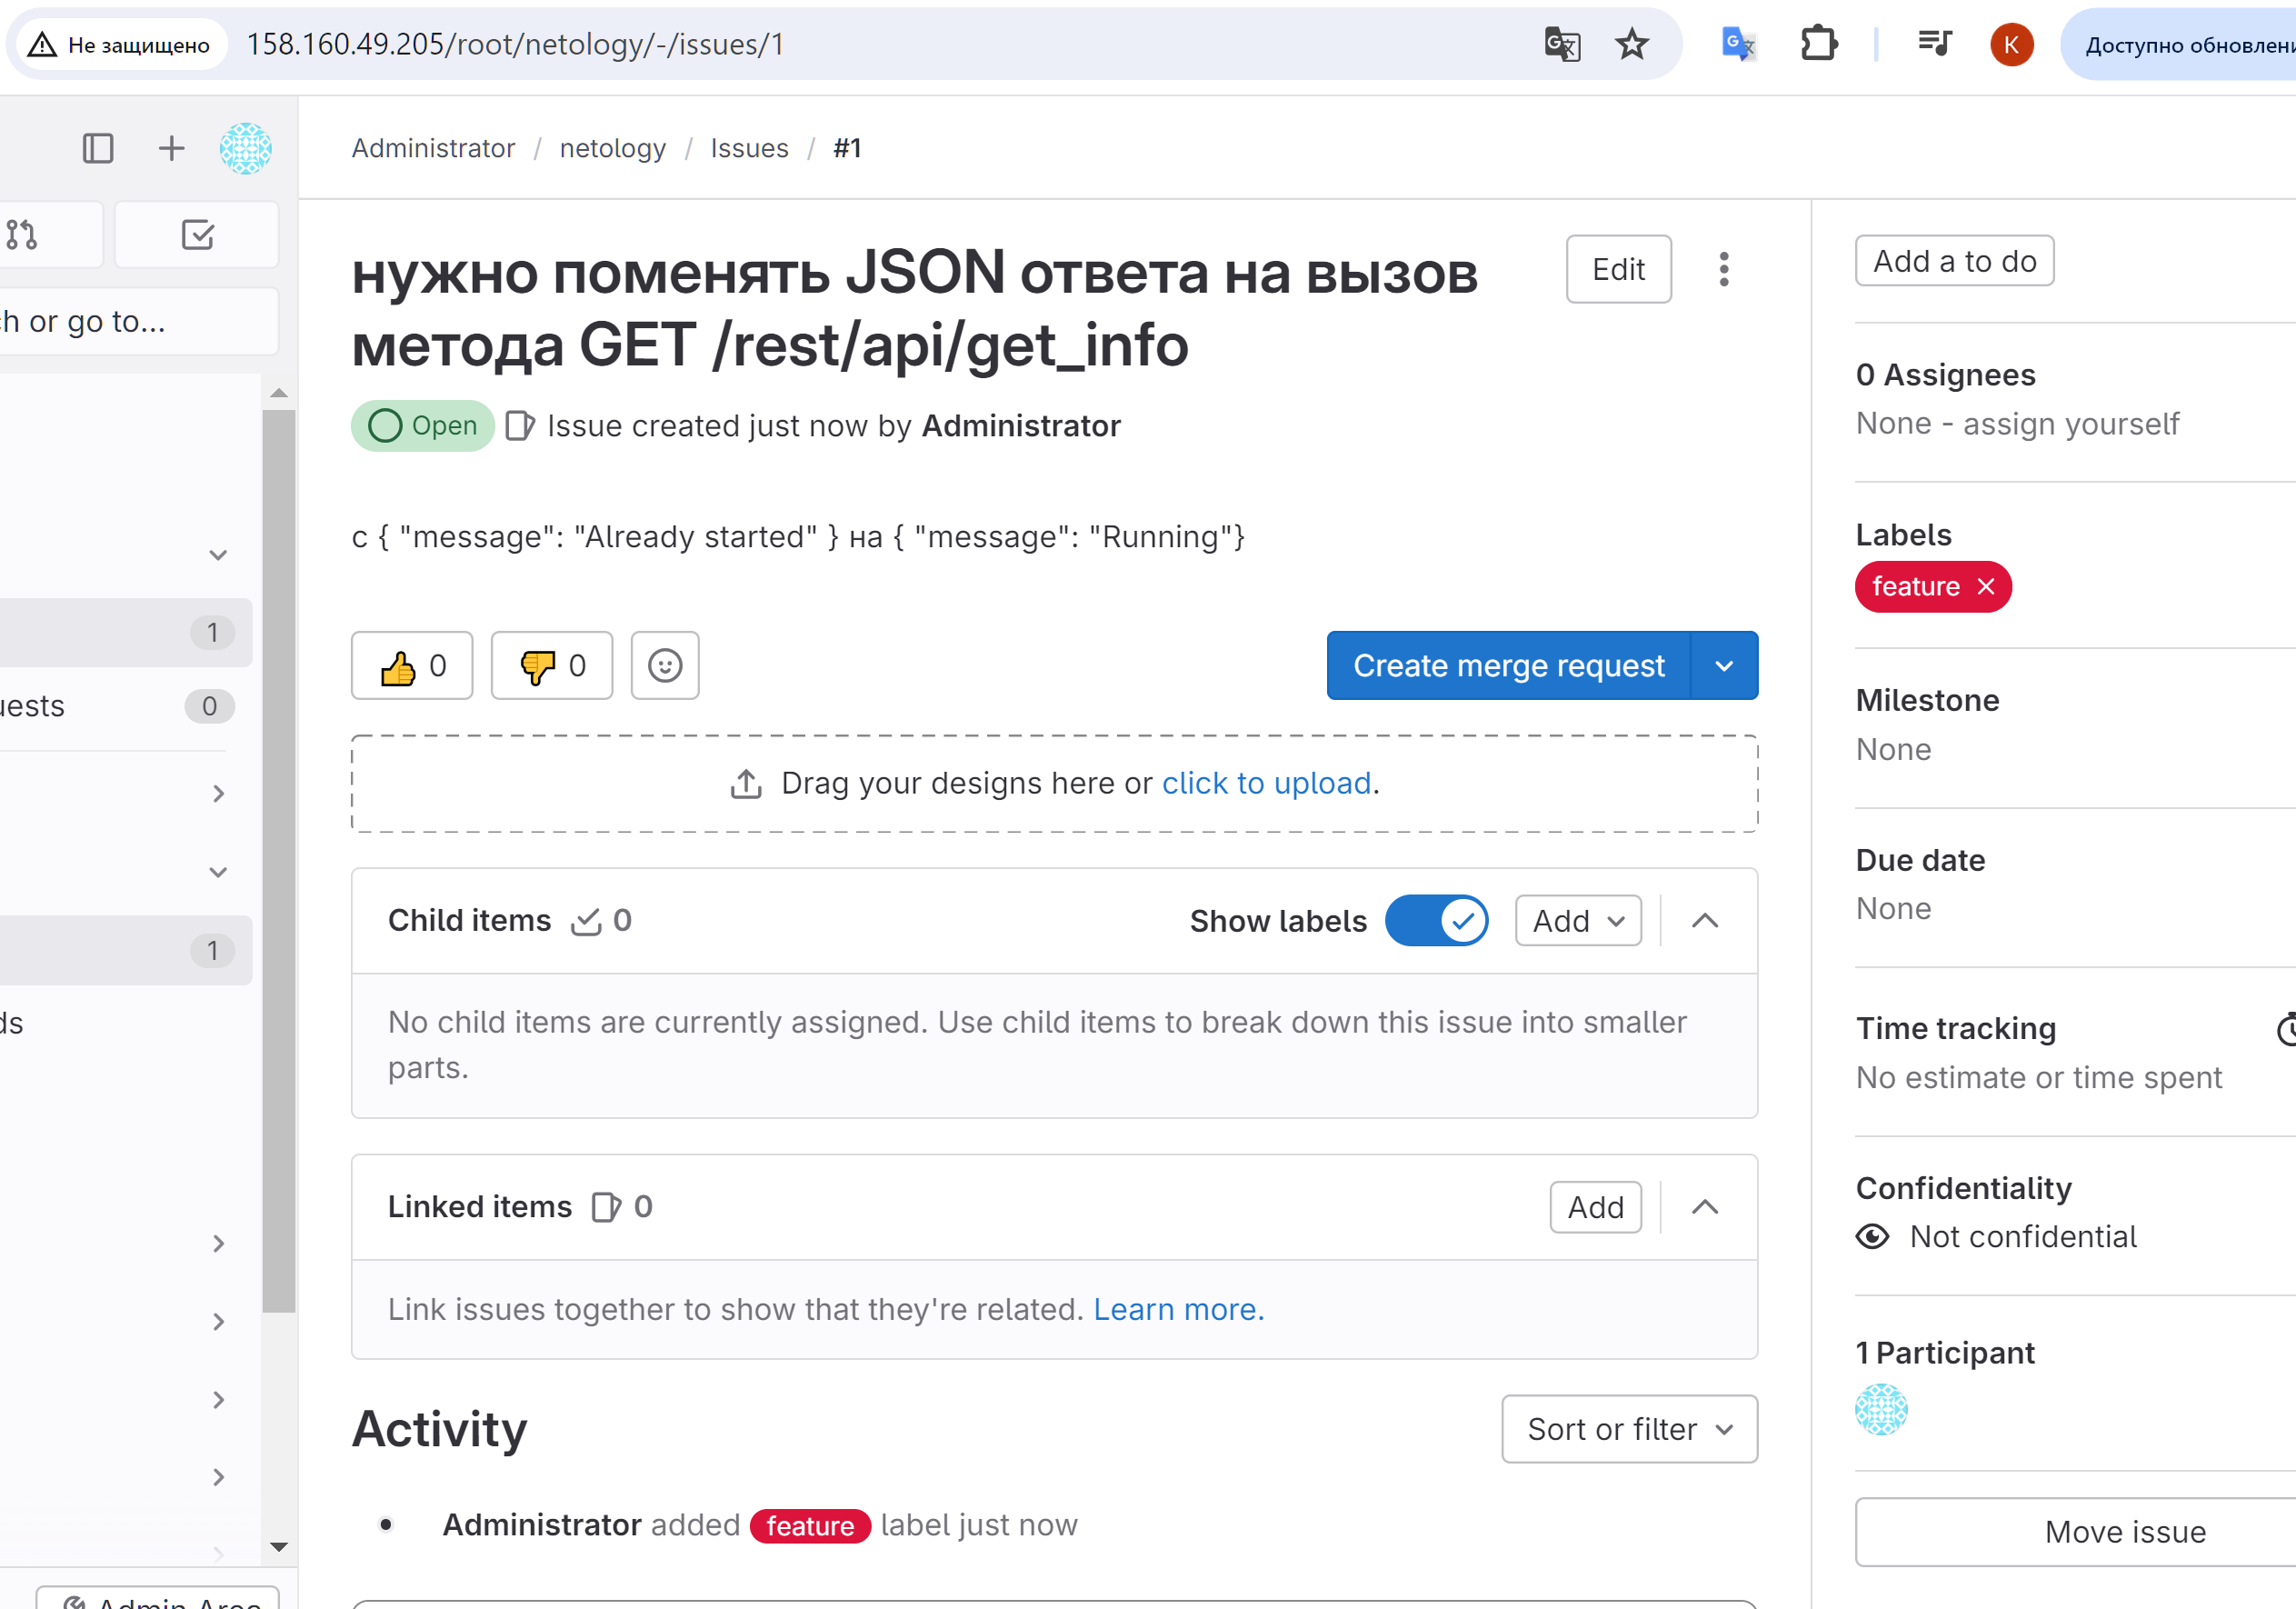 Не защищено
158.160.49.205/root/netology/-/issues/1
K
Administrator / netology / Issues / #1
or go to...
нужно поменять JSON ответа на вызов
метода GET /rest/api/get_info
Edit
Open Issue created just now by Administrator
с { "message": "Already started" } на { "message": "Running"}
0
0
Create merge request
Drag your designs here or click to upload.
Child items 0
Show labels
Add
No child items are currently assigned. Use child items to break down this issue into smaller
parts.
Linked items 0
Add
Link issues together to show that they're related. Learn more.
Activity
Sort or filter
Administrator added feature label just now
1
0
1
Add a to do
0 Assignees
None - assign yourself
Labels
feature
Milestone
None
Due date
None
Time tracking
No estimate or time spent
Confidentiality
Not confidential
1 Participant
Move issue
Доступно
Admin Area